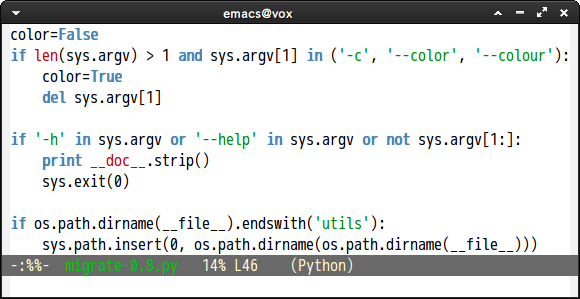 emacs@vox
color=False
if len(sys.argv) > 1 and sys.argv[1] in ('-c', '--color', '--colour'):
    color=True
    del sys.argv[1]

if '-h' in sys.argv or '--help' in sys.argv or not sys.argv[1:]:
    print __doc__.strip()
    sys.exit(0)

if os.path.dirname(__file__).endswith('utils'):
    sys.path.insert(0, os.path.dirname(os.path.dirname(__file__)))
-:%%-  migrate-0.8.py   14% L46    (Python)